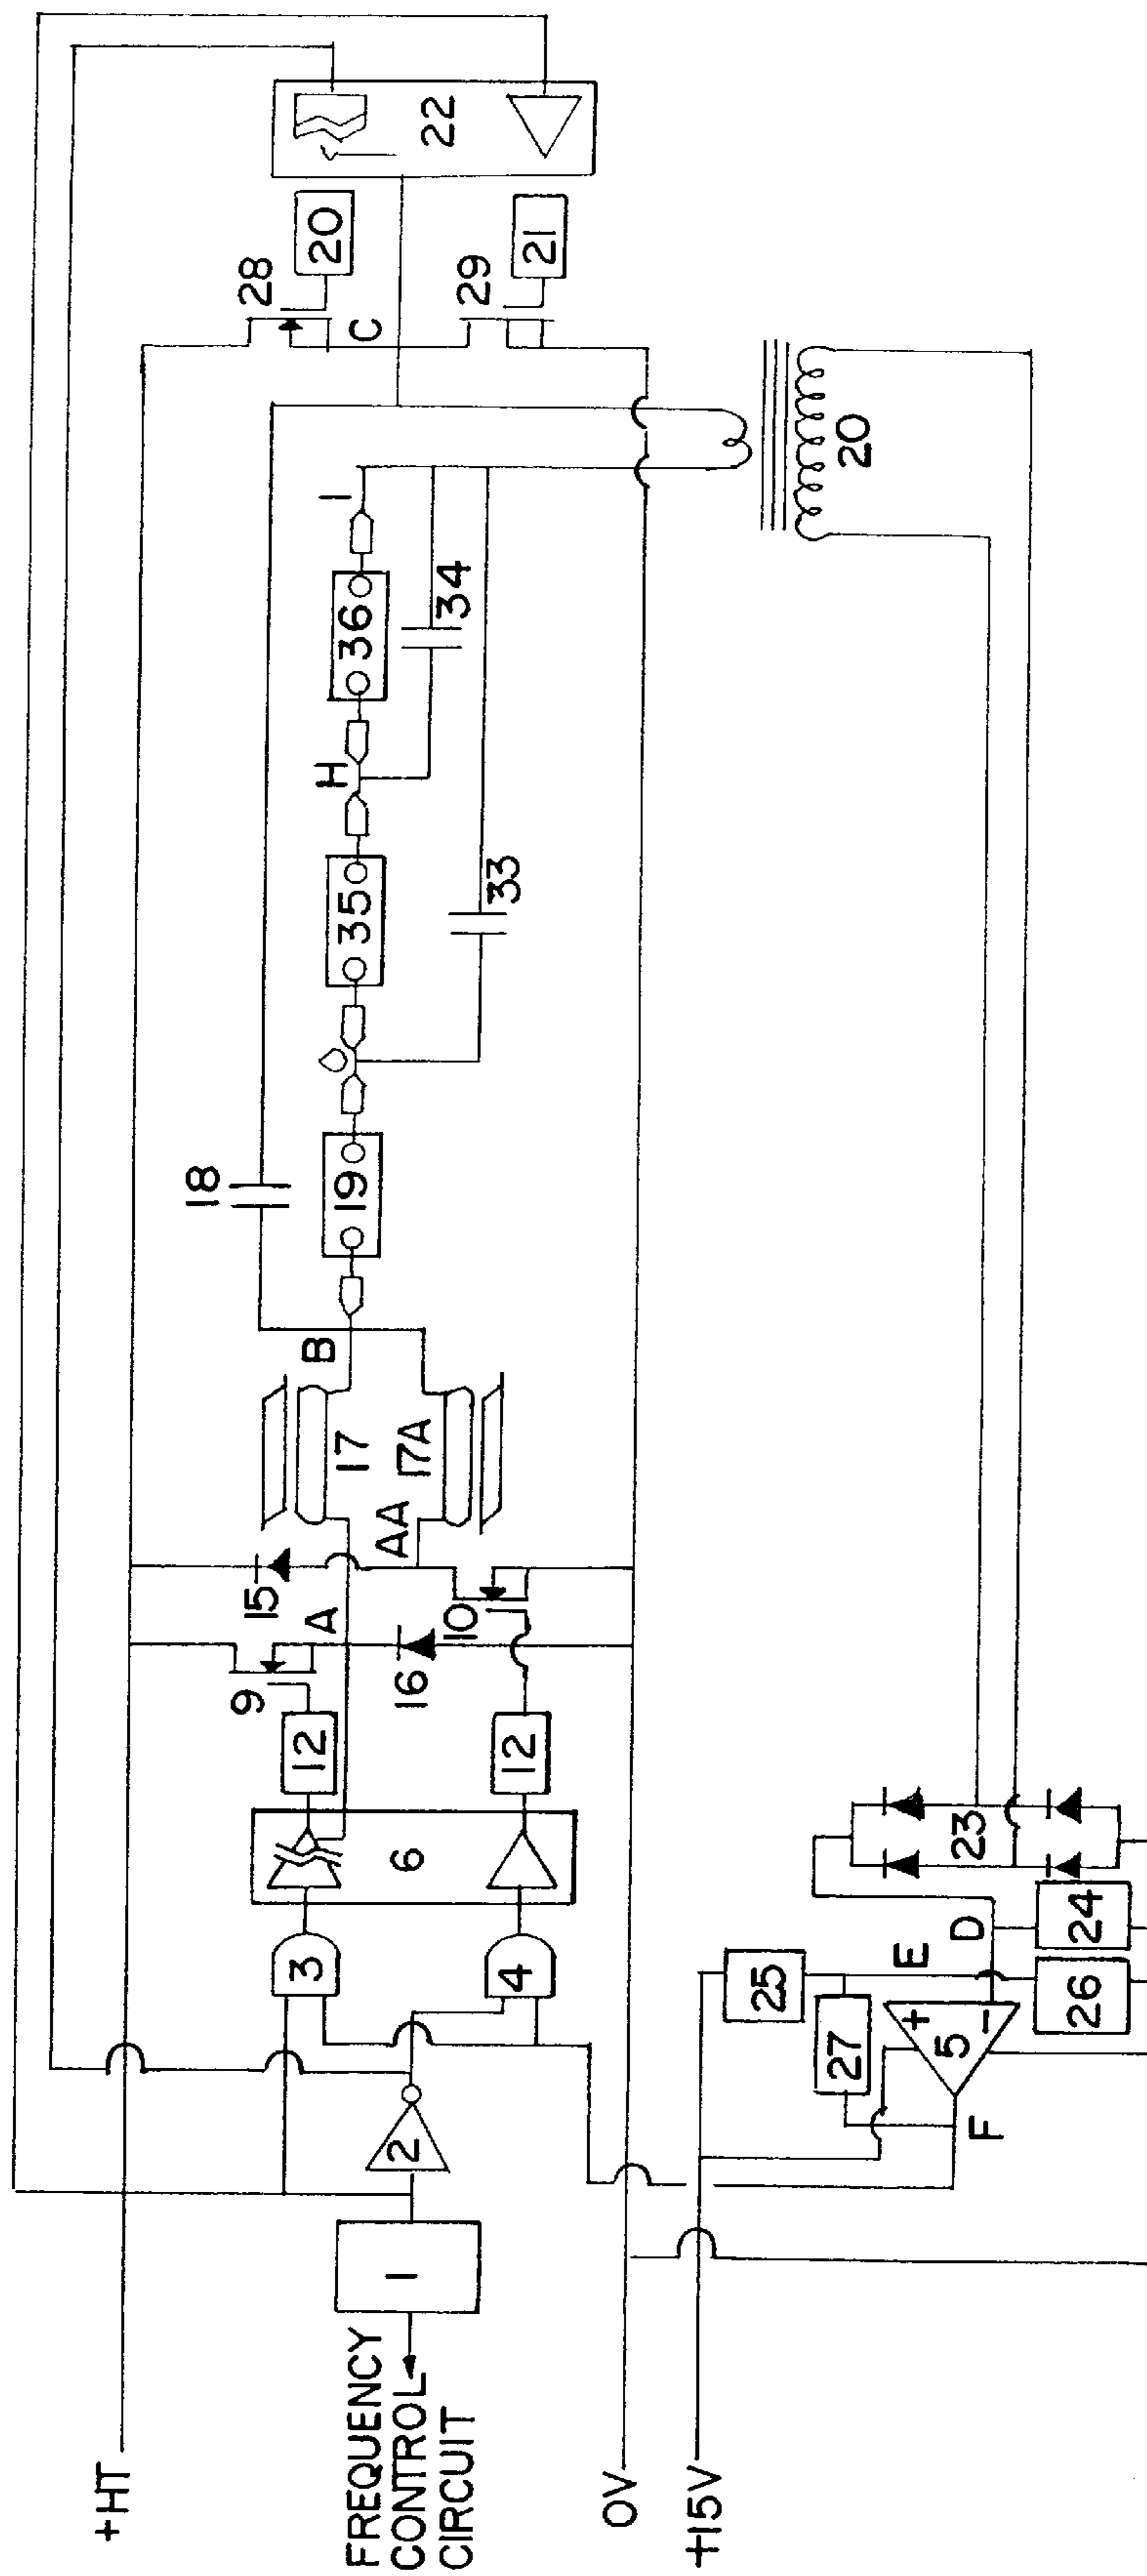 +HT
FREQUENCY
CONTROL
CIRCUIT
0V
+15V
1
2
3
4
6
12
12
9
10
A
16
15
AA
17
17A
B
18
19
33
35
H
34
36
I
C
28
29
20
21
22
20
23
24
D
E
25
26
27
+
5
−
F